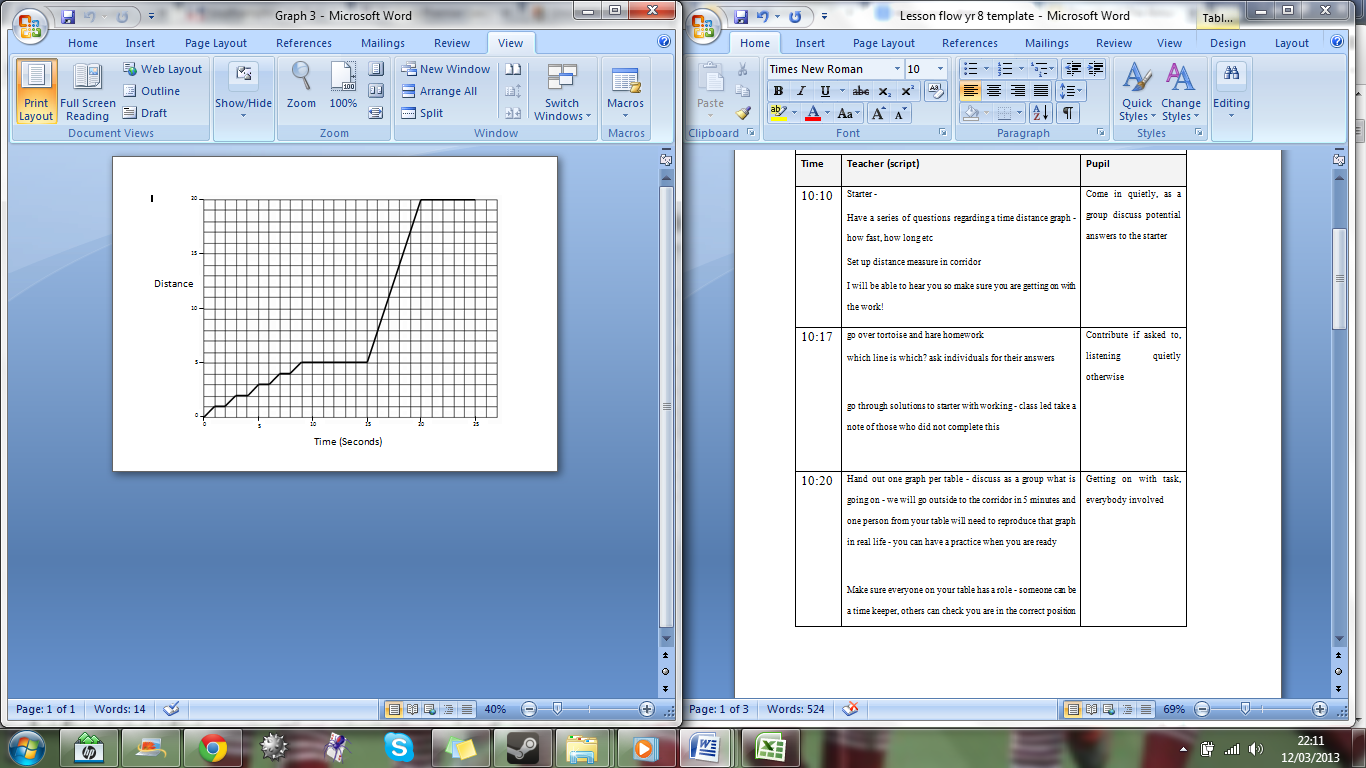 Graph 3 - Microsoft Word
Home Insert Page Layout References Mailings Review View
Print Layout
Full Screen Reading
Web Layout
Outline
Draft
Document Views
Show/Hide
Zoom
100%
Zoom
New Window
Arrange All
Split
Switch Windows
Window
Macros
Macros
20
15
Distance
10
5
0
0 5 10 15 20 25
Time (Seconds)
Page: 1 of 1 Words: 14 40%
Lesson flow yr 8 template - Microsoft Word Tabl...
Home Insert Page Layout References Mailings Review View Design Layout
Paste
Clipboard
Times New Roman 10
B I U abc X₂ X²
Aa A A
Font
Paragraph
Quick Styles
Change Styles
Styles
Editing
Time Teacher (script) Pupil
10:10
Starter -
Have a series of questions regarding a time distance graph -
how fast, how long etc
Set up distance measure in corridor
I will be able to hear you so make sure you are getting on with
the work!
Come in quietly, as a
group discuss potential
answers to the starter
10:17
go over tortoise and hare homework
which line is which? ask individuals for their answers
go through solutions to starter with working - class led take a
note of those who did not complete this
Contribute if asked to,
listening quietly
otherwise
10:20
Hand out one graph per table - discuss as a group what is
going on - we will go outside to the corridor in 5 minutes and
one person from your table will need to reproduce that graph
in real life - you can have a practice when you are ready
Make sure everyone on your table has a role - someone can be
a time keeper, others can check you are in the correct position
Getting on with task,
everybody involved
Page: 1 of 3 Words: 524 69%
22:11
12/03/2013